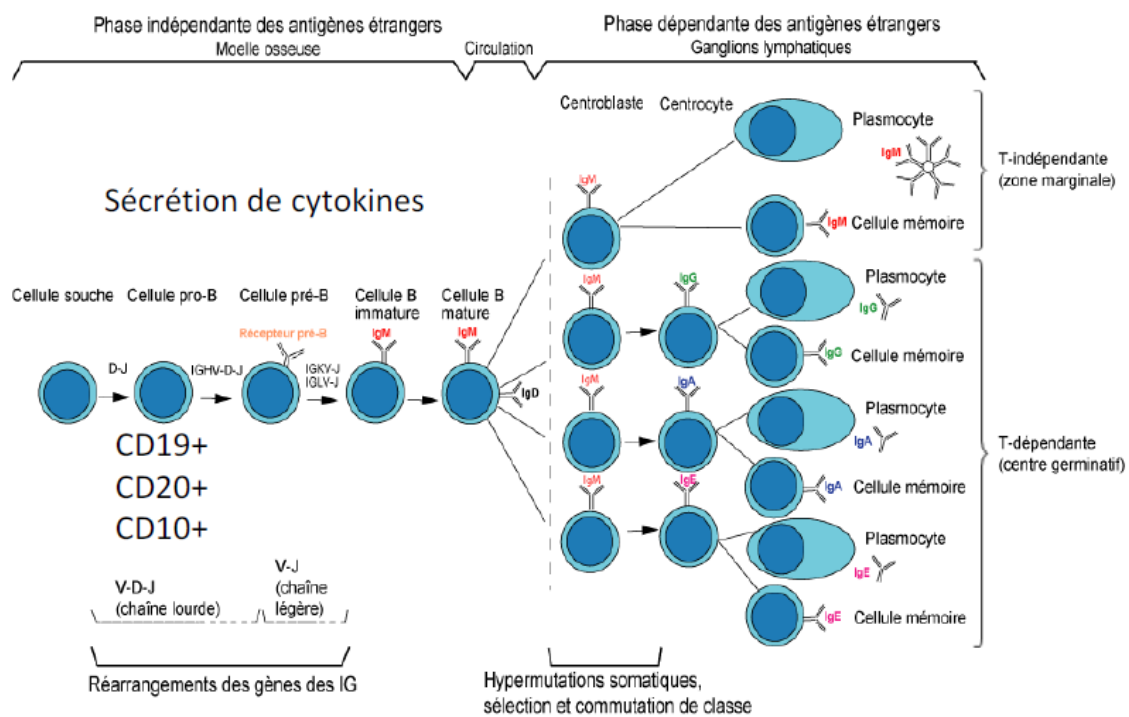 Phase indépendante des antigènes étrangers
Moelle osseuse
Circulation
Phase dépendante des antigènes étrangers
Ganglions lymphatiques
Centroblaste
Centrocyte
Plasmocyte
IgM
T-indépendante
(zone marginale)
Sécrétion de cytokines
IgM
IgM
Cellule mémoire
Cellule souche
Cellule pro-B
Cellule pré-B
Cellule B
immature
Cellule B
mature
IgM
IgG
Plasmocyte
IgG
Récepteur pré-B
IgM
IgM
IgG
Cellule mémoire
D-J
IGHV-D-J
IGKV-J
IGLV-J
IgD
IgM
IgA
Plasmocyte
IgA
T-dépendante
(centre germinatif)
CD19+
CD20+
CD10+
IgM
IgE
IgA
Cellule mémoire
Plasmocyte
IgE
IgE
Cellule mémoire
V-D-J
(chaîne lourde)
V-J
(chaîne
légère)
Réarrangements des gènes des IG
Hypermutations somatiques,
sélection et commutation de classe